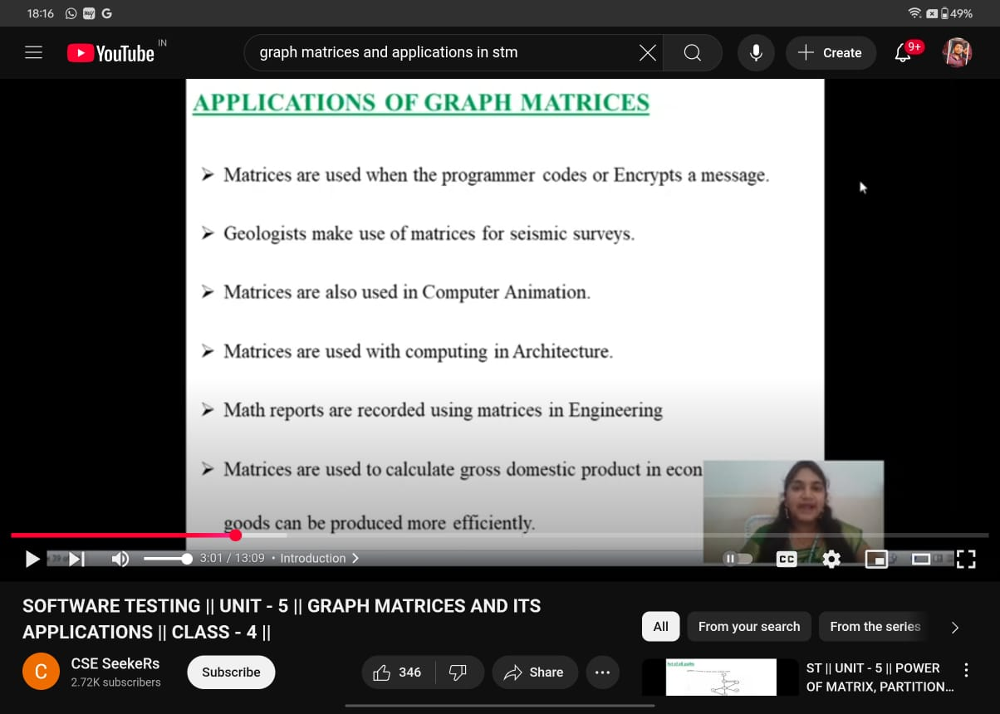 18:16
49%
YouTube IN
graph matrices and applications in stm
Create
9+
APPLICATIONS OF GRAPH MATRICES
Matrices are used when the programmer codes or Encrypts a message.
Geologists make use of matrices for seismic surveys.
Matrices are also used in Computer Animation.
Matrices are used with computing in Architecture.
Math reports are recorded using matrices in Engineering
Matrices are used to calculate gross domestic product in econ
goods can be produced more efficiently.
3:01 / 13:09 • Introduction
CC
SOFTWARE TESTING || UNIT - 5 || GRAPH MATRICES AND ITS
APPLICATIONS || CLASS - 4 ||
C
CSE SeekeRs
2.72K subscribers
Subscribe
346
Share
All
From your search
From the series
ST || UNIT - 5 || POWER
OF MATRIX, PARTITION...